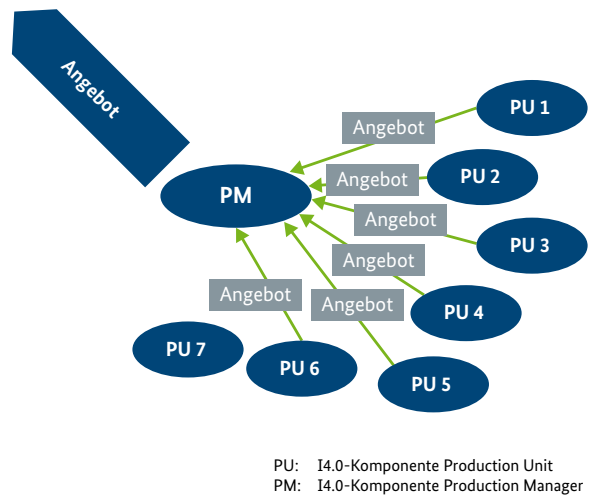 Angebot
PU 1
Angebot
PU 2
Angebot
PM
PU 3
Angebot
Angebot
Angebot
Angebot
PU 4
PU 7
PU 6
PU 5
PU: I4.0-Komponente Production Unit
PM: I4.0-Komponente Production Manager